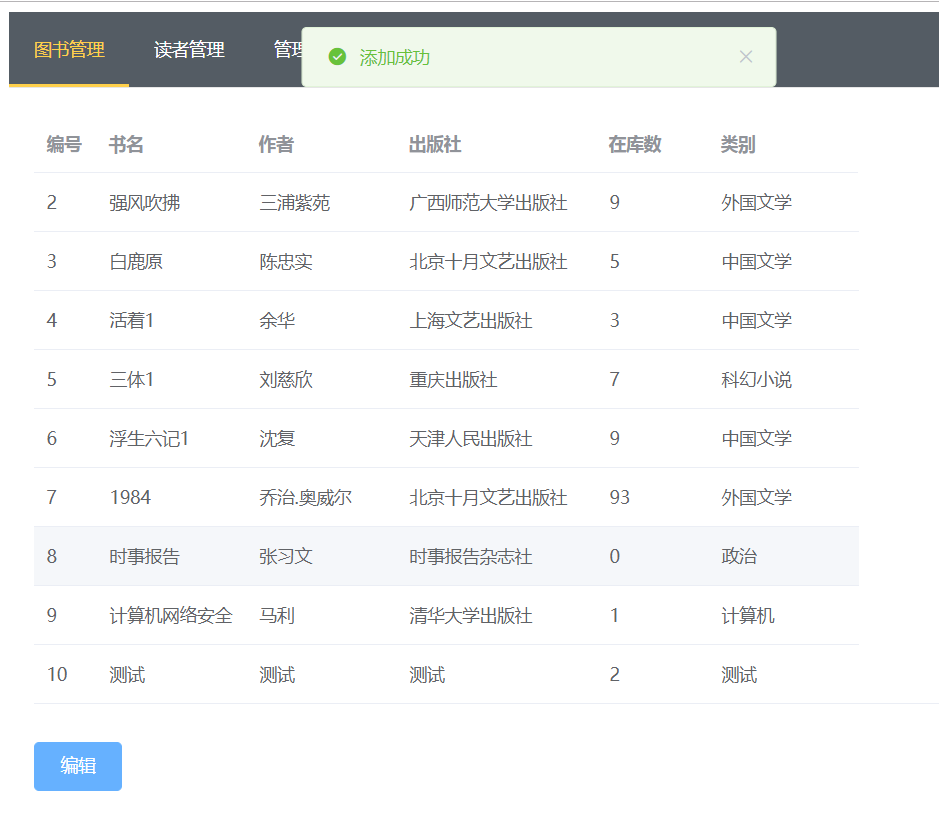 图书管理 读者管理 管理 添加成功
编号 书名 作者 出版社 在库数 类别
2 强风吹拂 三浦紫苑 广西师范大学出版社 9 外国文学
3 白鹿原 陈忠实 北京十月文艺出版社 5 中国文学
4 活着1 余华 上海文艺出版社 3 中国文学
5 三体1 刘慈欣 重庆出版社 7 科幻小说
6 浮生六记1 沈复 天津人民出版社 9 中国文学
7 1984 乔治.奥威尔 北京十月文艺出版社 93 外国文学
8 时事报告 张习文 时事报告杂志社 0 政治
9 计算机网络安全 马利 清华大学出版社 1 计算机
10 测试 测试 测试 2 测试
编辑